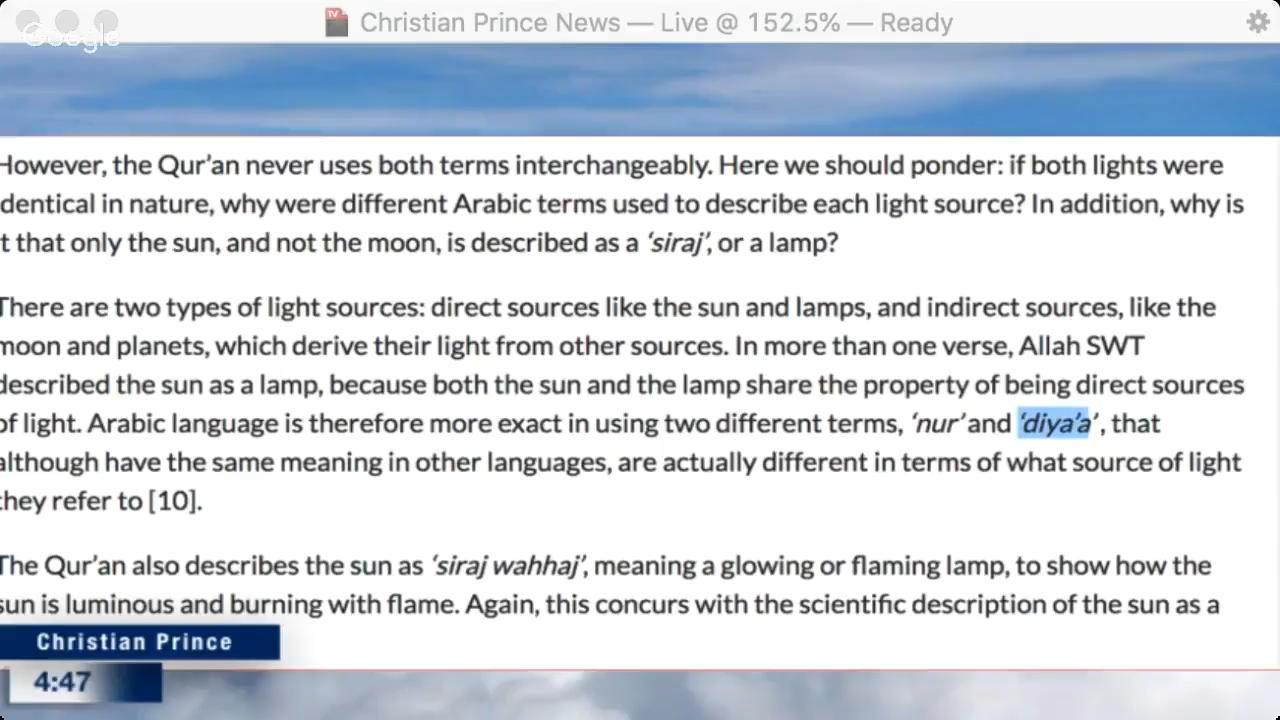 Christian Prince News — Live @ 152.5% — Ready
Google
However, the Qur'an never uses both terms interchangeably. Here we should ponder: if both lights were
dentical in nature, why were different Arabic terms used to describe each light source? In addition, why is
t that only the sun, and not the moon, is described as a 'siraj', or a lamp?
There are two types of light sources: direct sources like the sun and lamps, and indirect sources, like the
moon and planets, which derive their light from other sources. In more than one verse, Allah SWT
described the sun as a lamp, because both the sun and the lamp share the property of being direct sources
of light. Arabic language is therefore more exact in using two different terms, 'nur' and 'diya'a', that
although have the same meaning in other languages, are actually different in terms of what source of light
they refer to [10].
The Qur'an also describes the sun as 'siraj wahhaj', meaning a glowing or flaming lamp, to show how the
sun is luminous and burning with flame. Again, this concurs with the scientific description of the sun as a
Christian Prince
4:47